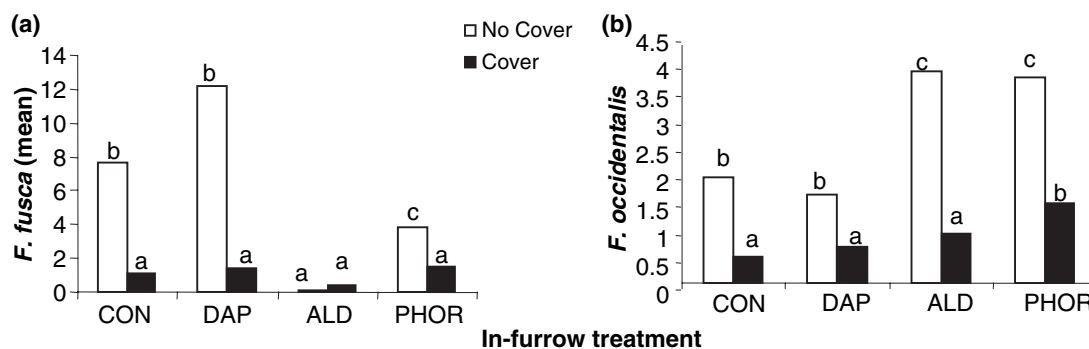 (a)
No Cover
Cover
F. fusca (mean)
14
12
10
8
6
4
2
0
b
a
b
a
a
a
c
a
CON DAP ALD PHOR
(b)
F. occidentalis
4.5
4
3.5
3
2.5
2
1.5
1
0.5
0
b
a
b
a
c
a
c
b
CON DAP ALD PHOR
In-furrow treatment